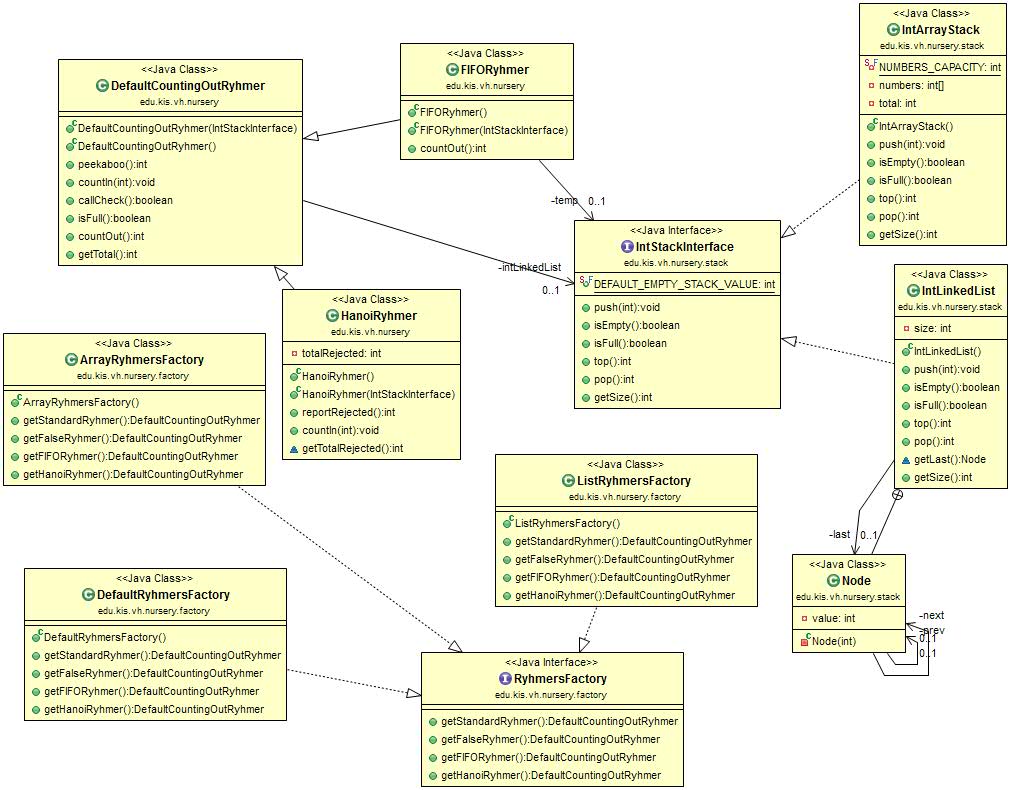 <<Java Class>>
DefaultCountingOutRyhmer
edu.kis.vh.nursery
DefaultCountingOutRyhmer(IntStackInterface)
DefaultCountingOutRyhmer()
peekaboo():int
countIn(int):void
callCheck():boolean
isFull():boolean
countOut():int
getTotal():int
<<Java Class>>
FIFORyhmer
edu.kis.vh.nursery
FIFORyhmer()
FIFORyhmer(IntStackInterface)
countOut():int
<<Java Class>>
IntArrayStack
edu.kis.vh.nursery.stack
NUMBERS_CAPACITY: int
numbers: int[]
total: int
IntArrayStack()
push(int):void
isEmpty():boolean
isFull():boolean
top():int
pop():int
getSize():int
-temp 0..1
-intLinkedList
0..1
<<Java Interface>>
IntStackInterface
edu.kis.vh.nursery.stack
DEFAULT_EMPTY_STACK_VALUE: int
push(int):void
isEmpty():boolean
isFull():boolean
top():int
pop():int
getSize():int
<<Java Class>>
IntLinkedList
edu.kis.vh.nursery.stack
size: int
IntLinkedList()
push(int):void
isEmpty():boolean
isFull():boolean
top():int
pop():int
getLast():Node
getSize():int
<<Java Class>>
HanoiRyhmer
edu.kis.vh.nursery
totalRejected: int
HanoiRyhmer()
HanoiRyhmer(IntStackInterface)
reportRejected():int
countIn(int):void
getTotalRejected():int
<<Java Class>>
ArrayRyhmersFactory
edu.kis.vh.nursery.factory
ArrayRyhmersFactory()
getStandardRyhmer():DefaultCountingOutRyhmer
getFalseRyhmer():DefaultCountingOutRyhmer
getFIFORyhmer():DefaultCountingOutRyhmer
getHanoiRyhmer():DefaultCountingOutRyhmer
<<Java Class>>
ListRyhmersFactory
edu.kis.vh.nursery.factory
ListRyhmersFactory()
getStandardRyhmer():DefaultCountingOutRyhmer
getFalseRyhmer():DefaultCountingOutRyhmer
getFIFORyhmer():DefaultCountingOutRyhmer
getHanoiRyhmer():DefaultCountingOutRyhmer
-last 0..1
<<Java Class>>
Node
edu.kis.vh.nursery.stack
value: int
Node(int)
-next
-prev
0..1
0..1
<<Java Class>>
DefaultRyhmersFactory
edu.kis.vh.nursery.factory
DefaultRyhmersFactory()
getStandardRyhmer():DefaultCountingOutRyhmer
getFalseRyhmer():DefaultCountingOutRyhmer
getFIFORyhmer():DefaultCountingOutRyhmer
getHanoiRyhmer():DefaultCountingOutRyhmer
<<Java Interface>>
RyhmersFactory
edu.kis.vh.nursery.factory
getStandardRyhmer():DefaultCountingOutRyhmer
getFalseRyhmer():DefaultCountingOutRyhmer
getFIFORyhmer():DefaultCountingOutRyhmer
getHanoiRyhmer():DefaultCountingOutRyhmer